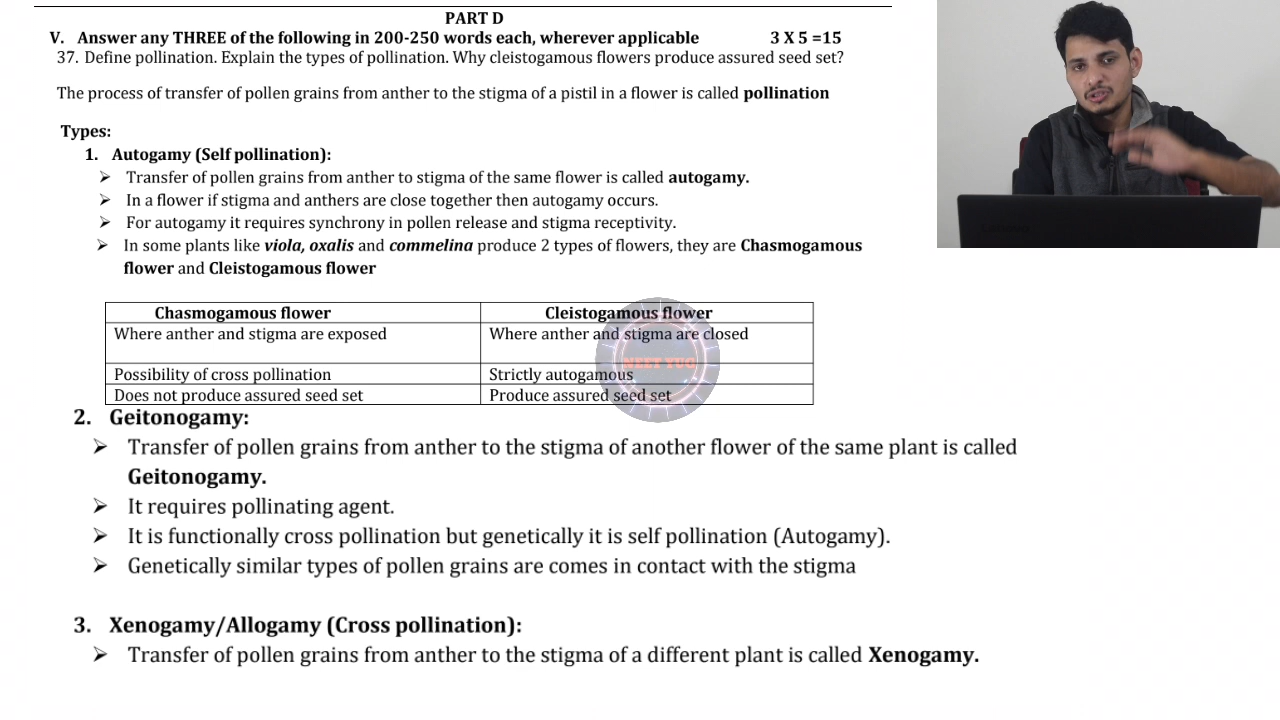 PART D
V. Answer any THREE of the following in 200-250 words each, wherever applicable 3 X 5 =15
37. Define pollination. Explain the types of pollination. Why cleistogamous flowers produce assured seed set?
The process of transfer of pollen grains from anther to the stigma of a pistil in a flower is called pollination
Types:
1. Autogamy (Self pollination):
➢ Transfer of pollen grains from anther to stigma of the same flower is called autogamy.
➢ In a flower if stigma and anthers are close together then autogamy occurs.
➢ For autogamy it requires synchrony in pollen release and stigma receptivity.
➢ In some plants like viola, oxalis and commelina produce 2 types of flowers, they are Chasmogamous
flower and Cleistogamous flower
Chasmogamous flower Cleistogamous flower
Where anther and stigma are exposed Where anther and stigma are closed
NEET YUG
Possibility of cross pollination Strictly autogamous
Does not produce assured seed set Produce assured seed set
2. Geitonogamy:
➢ Transfer of pollen grains from anther to the stigma of another flower of the same plant is called
Geitonogamy.
➢ It requires pollinating agent.
➢ It is functionally cross pollination but genetically it is self pollination (Autogamy).
➢ Genetically similar types of pollen grains are comes in contact with the stigma
3. Xenogamy/Allogamy (Cross pollination):
➢ Transfer of pollen grains from anther to the stigma of a different plant is called Xenogamy.